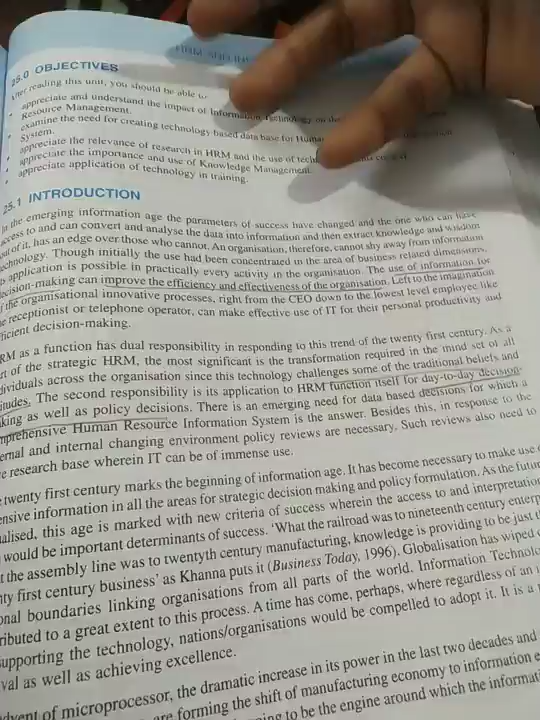 25.0 OBJECTIVES
After reading this unit, you should be able to:
appreciate and understand the impact of Information Technology on the
Resource Management.
examine the need for creating technology based data base for Human
System.
appreciate the relevance of research in HRM and the use of
appreciate the importance and use of Knowledge Management.
appreciate application of technology in training.
25.1 INTRODUCTION
In the emerging information age the parameters of success have changed and the one who can have
access to and can convert and analyse the data into information and then extract knowledge and wisdom
out of it, has an edge over those who cannot. An organisation, therefore, cannot shy away from information
technology. Though initially the use had been concentrated in the area of business related dimensions,
application is possible in practically every activity in the organisation. The use of information for
decision-making can improve the efficiency and effectiveness of the organisation. Left to the imagination
the organisational innovative processes, right from the CEO down to the lowest level employee like
receptionist or telephone operator, can make effective use of IT for their personal productivity and
decision-making.
RM as a function has dual responsibility in responding to this trend of the twenty first century. As a
of the strategic HRM, the most significant is the transformation required in the mind set of all
dividuals across the organisation since this technology challenges some of the traditional beliefs and
itudes. The second responsibility is its application to HRM function itself for day-to-day decision-
king as well as policy decisions. There is an emerging need for data based decisions for which a
mprehensive Human Resource Information System is the answer. Besides this, in response to the
ernal and internal changing environment policy reviews are necessary. Such reviews also need to
e research base wherein IT can be of immense use.
twenty first century marks the beginning of information age. It has become necessary to make use
ensive information in all the areas for strategic decision making and policy formulation. As the futur
ialised, this age is marked with new criteria of success wherein the access to and interpretation
would be important determinants of success. 'What the railroad was to nineteenth century enterp
t the assembly line was to twentyth century manufacturing, knowledge is providing to be just
ty first century business' as Khanna puts it (Business Today, 1996). Globalisation has wiped
onal boundaries linking organisations from all parts of the world. Information Technolo
ributed to a great extent to this process. A time has come, perhaps, where regardless of an
upporting the technology, nations/organisations would be compelled to adopt it. It is a
val as well as achieving excellence.
dvent of microprocessor, the dramatic increase in its power in the last two decades and
are forming the shift of manufacturing economy to information
to be the engine around which the informati